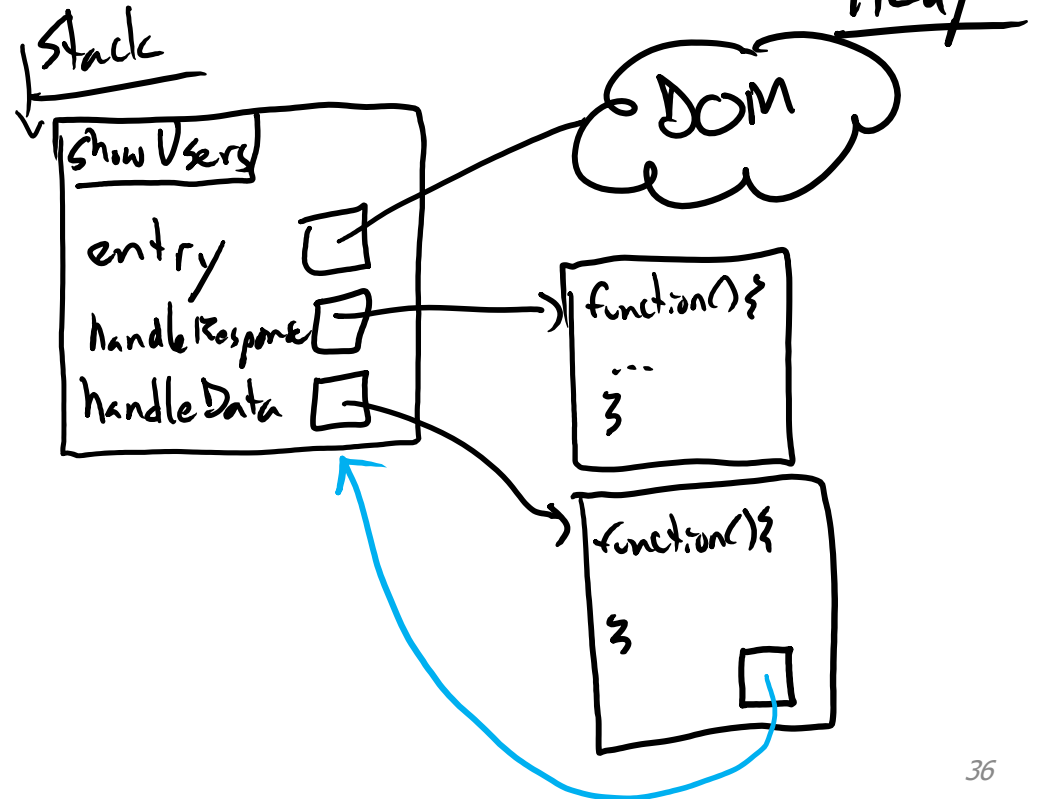 Stack
DOM
showUsers
entry
handleResponse
handleData
function() {
...
}
function() {
}
36